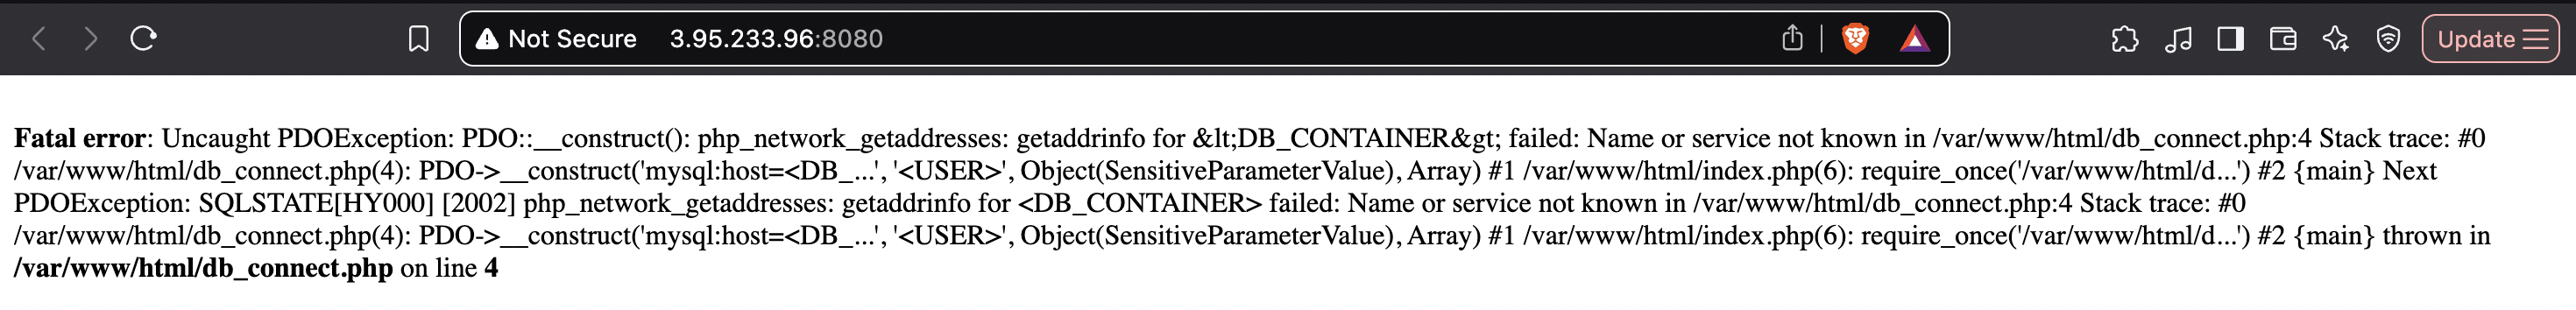 Not Secure 3.95.233.96:8080 Update
Fatal error: Uncaught PDOException: PDO::__construct(): php_network_getaddresses: getaddrinfo for &lt;DB_CONTAINER&gt; failed: Name or service not known in /var/www/html/db_connect.php:4 Stack trace: #0
/var/www/html/db_connect.php(4): PDO->__construct('mysql:host=<DB_...', '<USER>', Object(SensitiveParameterValue), Array) #1 /var/www/html/index.php(6): require_once('/var/www/html/d...') #2 {main} Next
PDOException: SQLSTATE[HY000] [2002] php_network_getaddresses: getaddrinfo for <DB_CONTAINER> failed: Name or service not known in /var/www/html/db_connect.php:4 Stack trace: #0
/var/www/html/db_connect.php(4): PDO->__construct('mysql:host=<DB_...', '<USER>', Object(SensitiveParameterValue), Array) #1 /var/www/html/index.php(6): require_once('/var/www/html/d...') #2 {main} thrown in
/var/www/html/db_connect.php on line 4